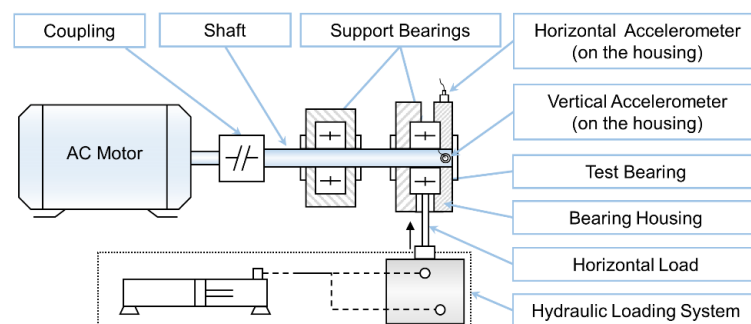 Coupling
Shaft
Support Bearings
Horizontal Accelerometer
(on the housing)
AC Motor
Vertical Accelerometer
(on the housing)
Test Bearing
Bearing Housing
Horizontal Load
Hydraulic Loading System